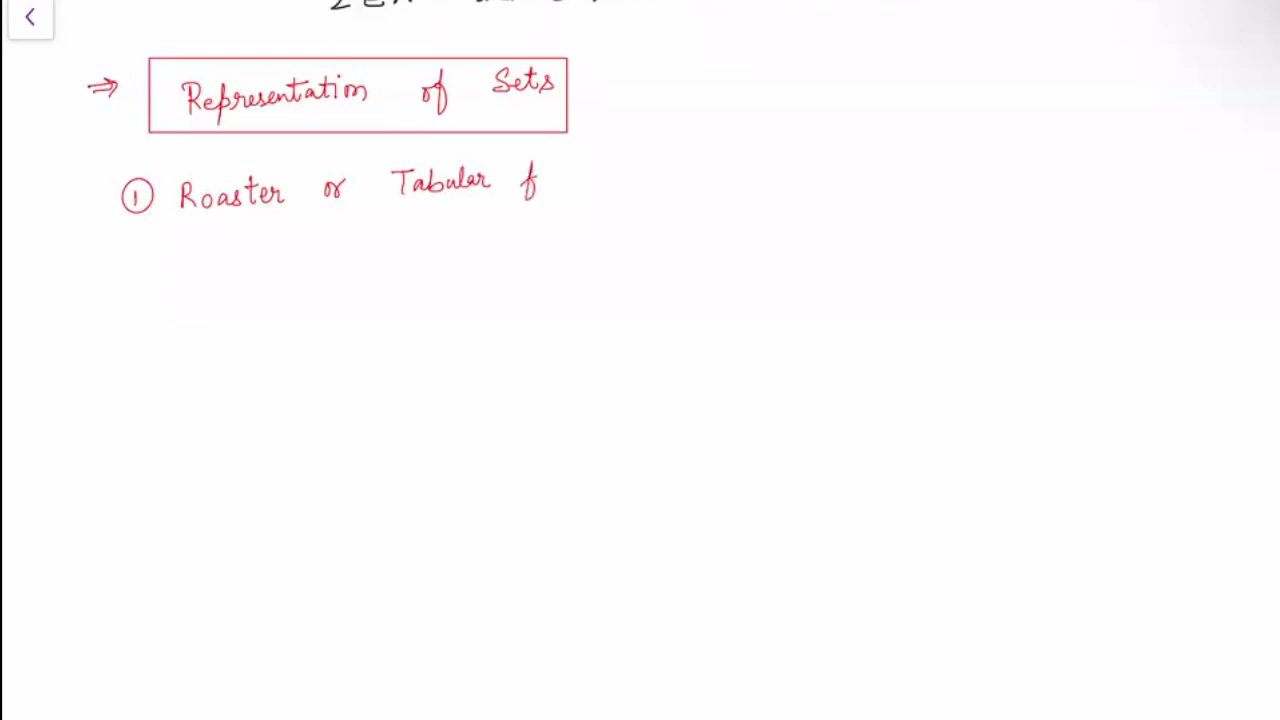 ⇒ Representation of Sets
① Roaster or Tabular f